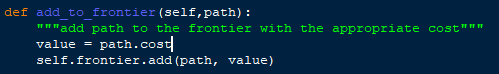 def add_to_frontier(self,path):
    """add path to the frontier with the appropriate cost"""
    value = path.cost
    self.frontier.add(path, value)